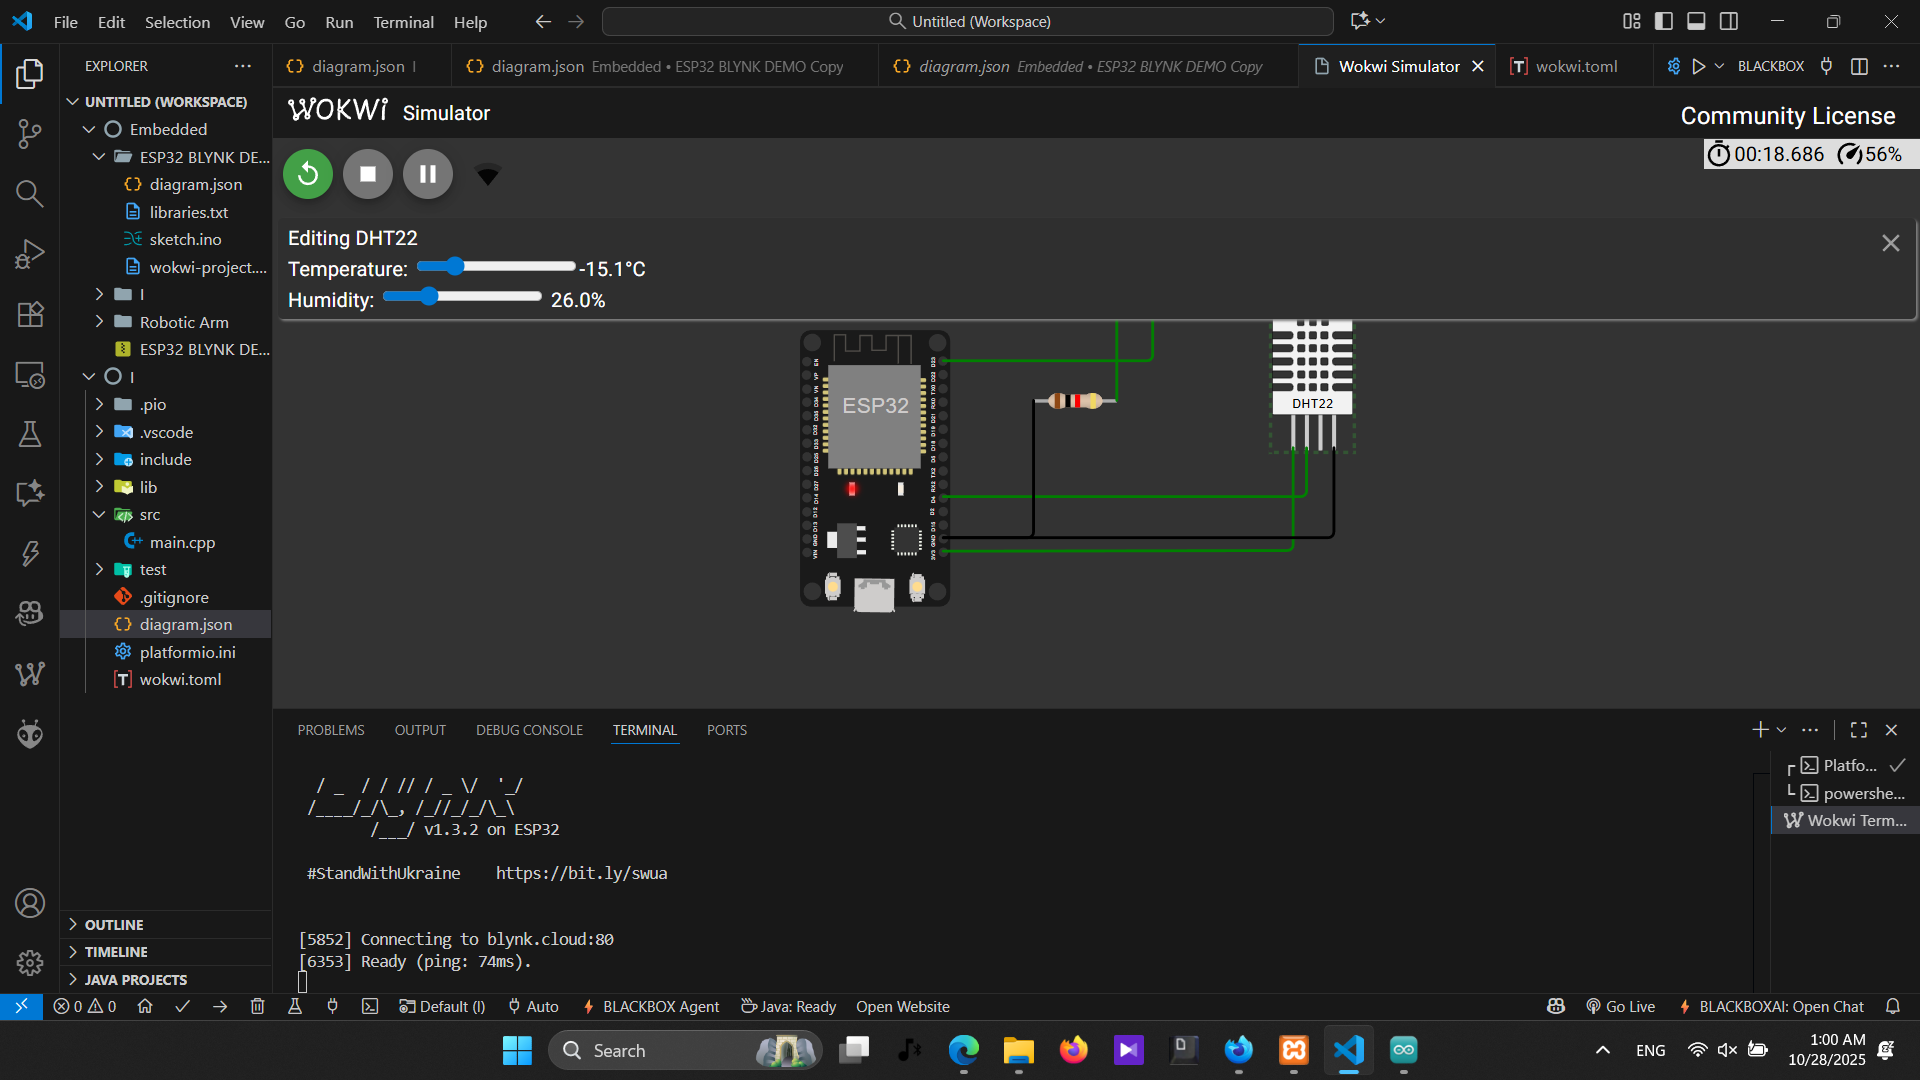 File Edit Selection View Go Run Terminal Help
Untitled (Workspace)
EXPLORER
diagram.json I
diagram.json Embedded • ESP32 BLYNK DEMO Copy
diagram.json Embedded • ESP32 BLYNK DEMO Copy
Wokwi Simulator
wokwi.toml
BLACKBOX
UNTITLED (WORKSPACE)
Embedded
ESP32 BLYNK DE...
diagram.json
libraries.txt
sketch.ino
wokwi-project....
I
Robotic Arm
ESP32 BLYNK DE...
I
.pio
.vscode
include
lib
src
main.cpp
test
.gitignore
diagram.json
platformio.ini
wokwi.toml
OUTLINE
TIMELINE
JAVA PROJECTS
WOKWi Simulator
Community License
00:18.686 56%
Editing DHT22
Temperature: -15.1°C
Humidity: 26.0%
ESP32
DHT22
PROBLEMS OUTPUT DEBUG CONSOLE TERMINAL PORTS
/ _  / / // / _ \/  '_/
/____/_/\_, /_//_/_/\_\
/___/ v1.3.2 on ESP32
#StandWithUkraine    https://bit.ly/swua
[5852] Connecting to blynk.cloud:80
[6353] Ready (ping: 74ms).
Platfo...
powershe...
Wokwi Term...
0 0 Default (I) Auto BLACKBOX Agent Java: Ready Open Website
Go Live BLACKBOXAI: Open Chat
Search
ENG
1:00 AM
10/28/2025